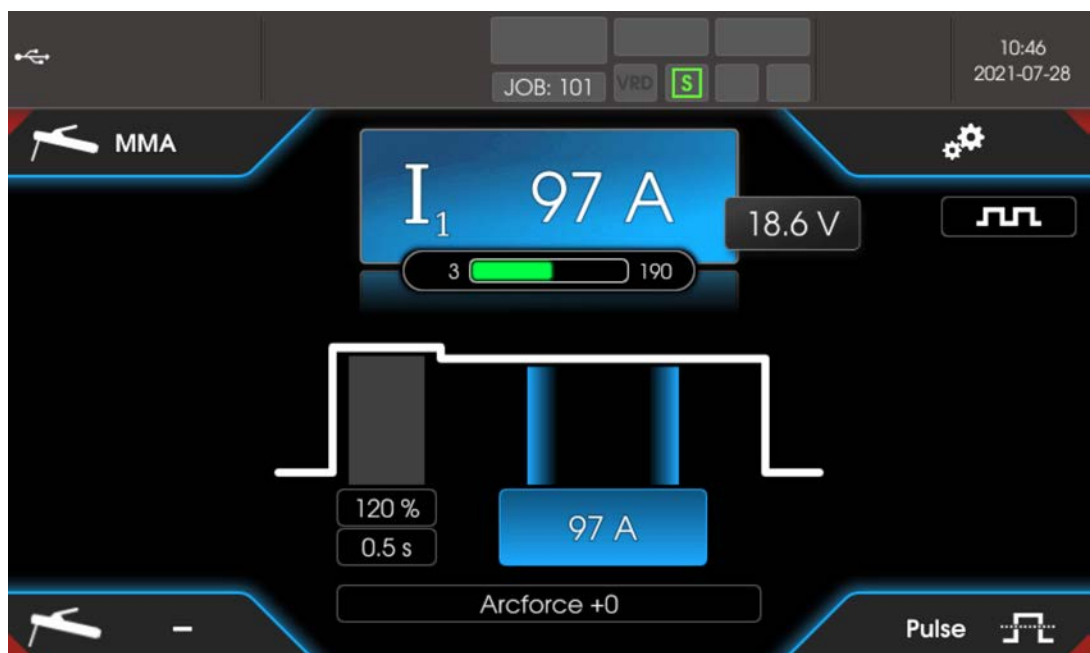 10:46
2021-07-28
JOB: 101 VRD S
MMA
I1 97 A
18.6 V
3 190
120 %
0.5 s
97 A
Arcforce +0
–
Pulse